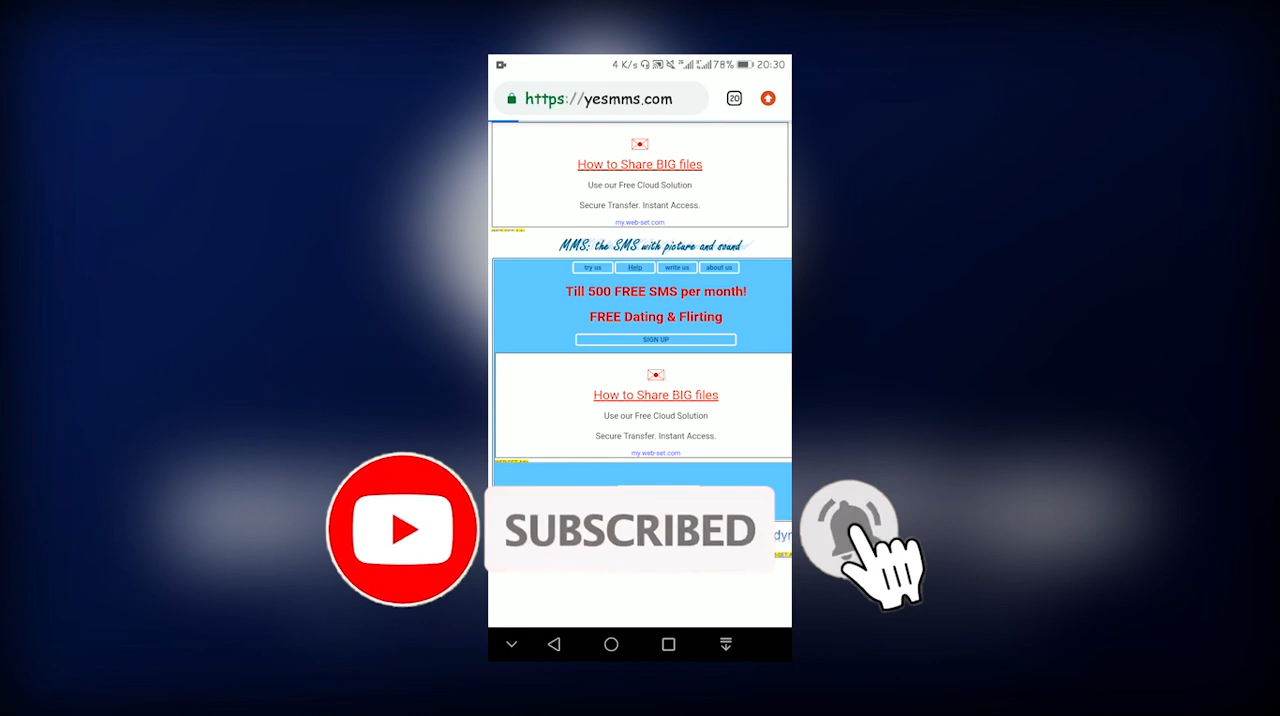 4 K/s 78% 20:30
https://yesmms.com 20
How to Share BIG files
Use our Free Cloud Solution
Secure Transfer. Instant Access.
my.web-set.com
MMS: the SMS with picture and sound
try us Help write us about us
Till 500 FREE SMS per month!
FREE Dating & Flirting
SIGN UP
How to Share BIG files
Use our Free Cloud Solution
Secure Transfer. Instant Access.
my.web-set.com
SUBSCRIBED